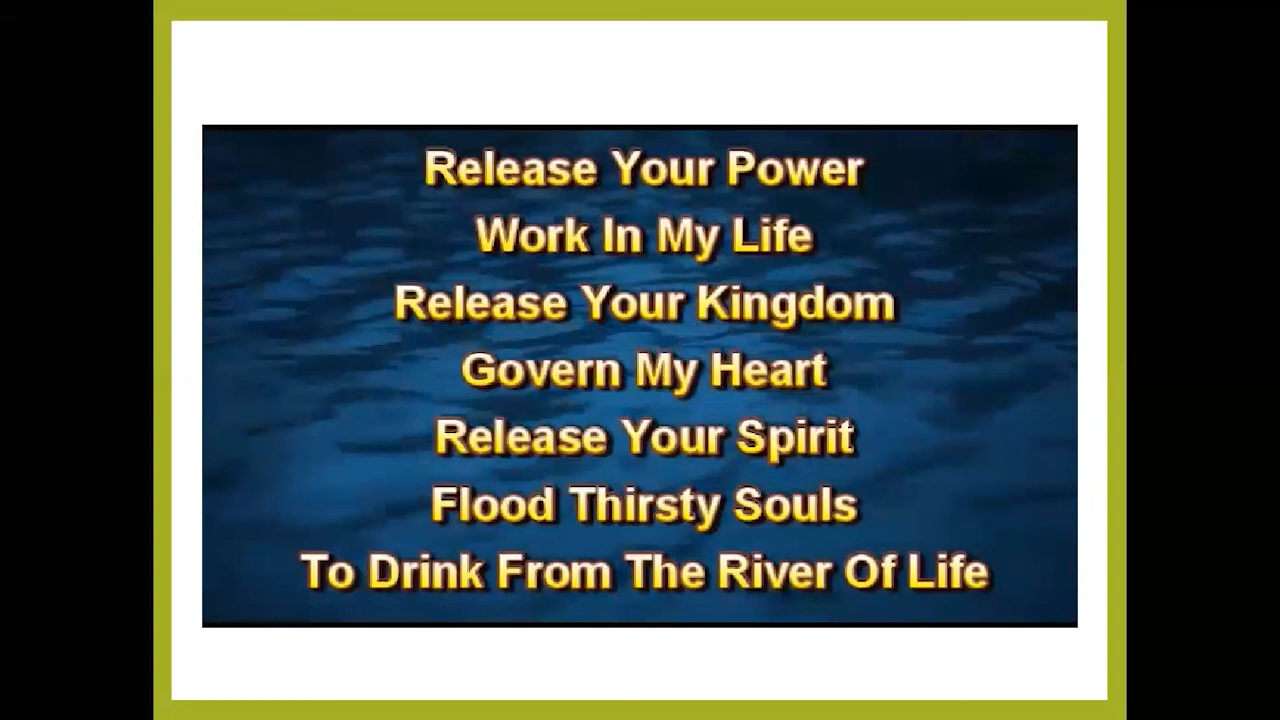 Release Your Power
Work In My Life
Release Your Kingdom
Govern My Heart
Release Your Spirit
Flood Thirsty Souls
To Drink From The River Of Life